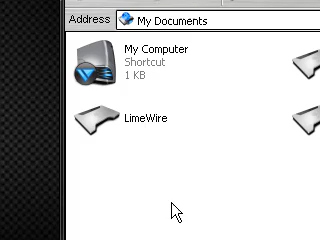 Address My Documents
My Computer
Shortcut
1 KB
LimeWire